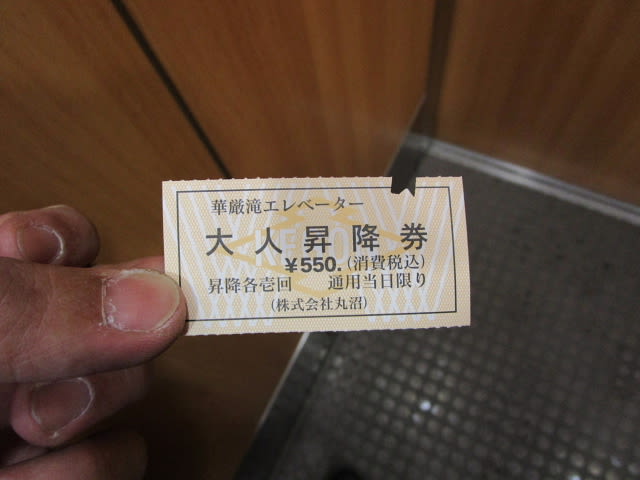 華厳滝エレベーター
大人昇降券
¥550.(消費税込)
昇降各壱回 通用当日限り
(株式会社丸沼)